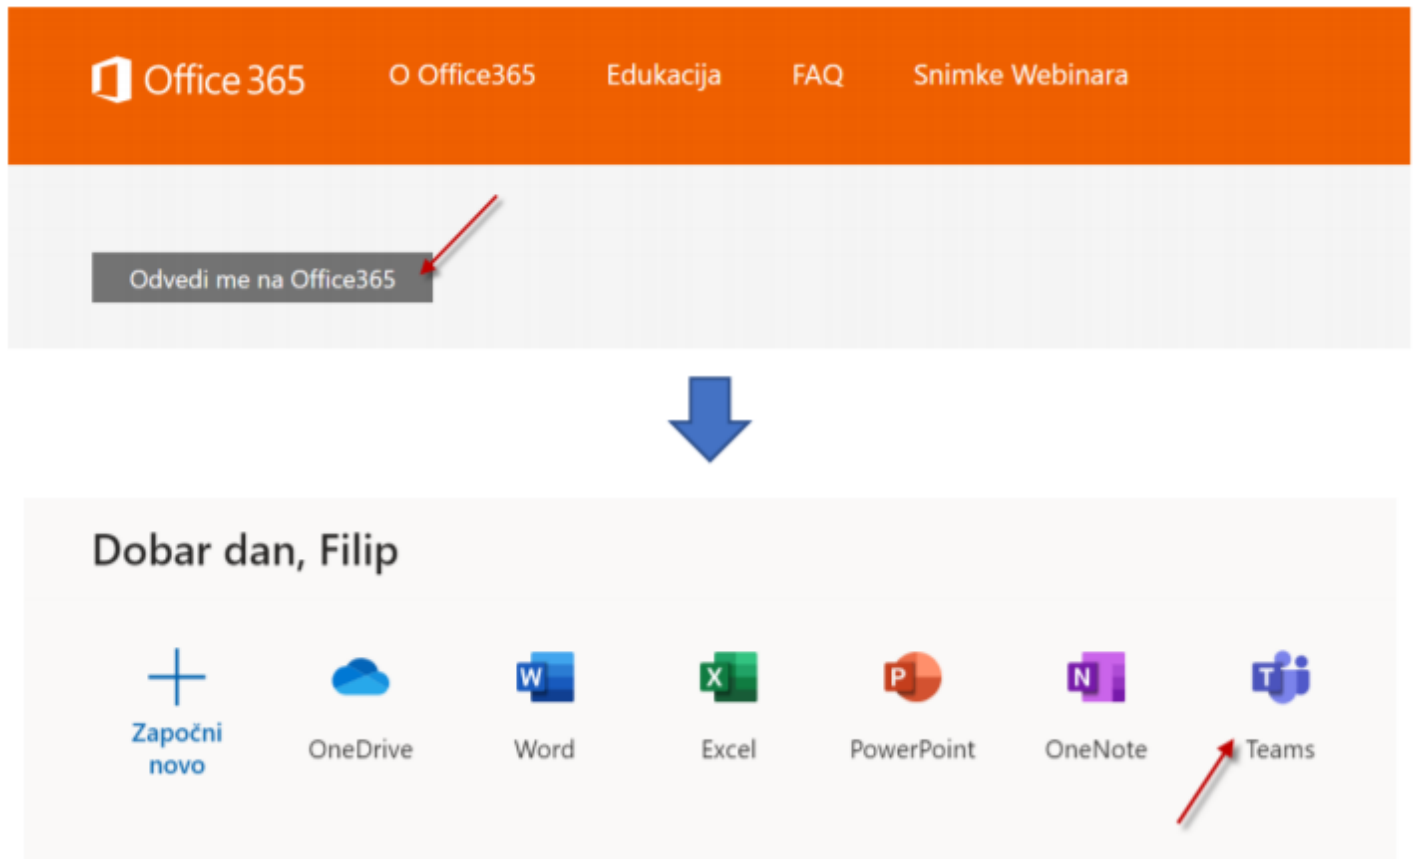 Office 365 O Office365 Edukacija FAQ Snimke Webinara
Odvedi me na Office365
Dobar dan, Filip
Započni
novo
OneDrive
W
Word
X
Excel
P
PowerPoint
N
OneNote
T
Teams